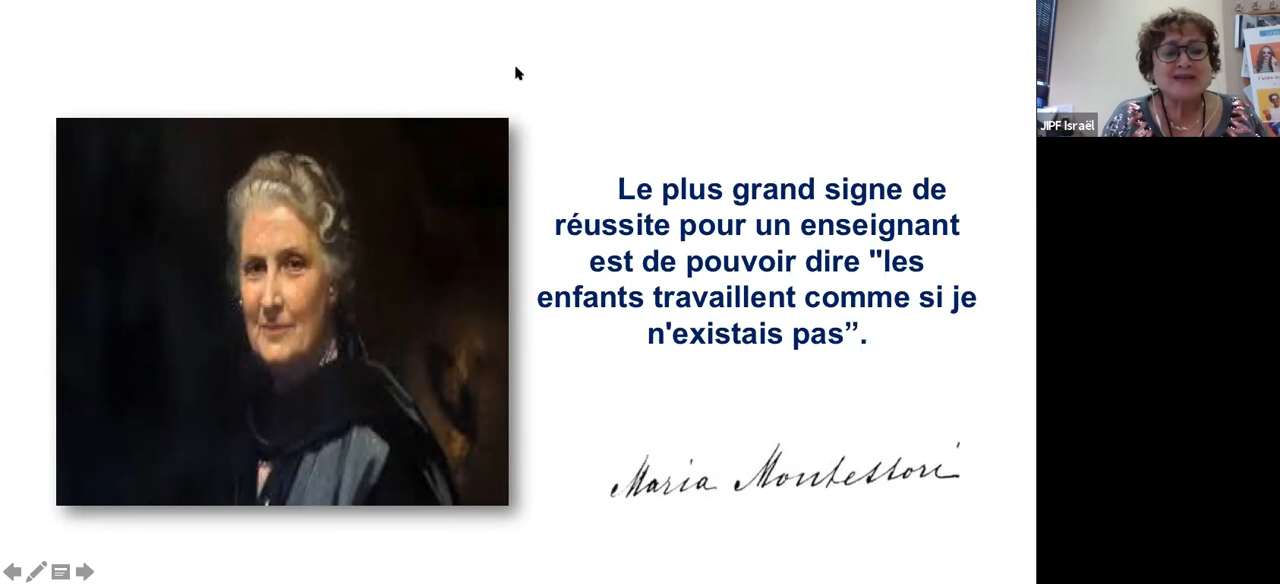 Le plus grand signe de
réussite pour un enseignant
est de pouvoir dire "les
enfants travaillent comme si je
n'existais pas”.
Maria Montessori
JIPF Israël